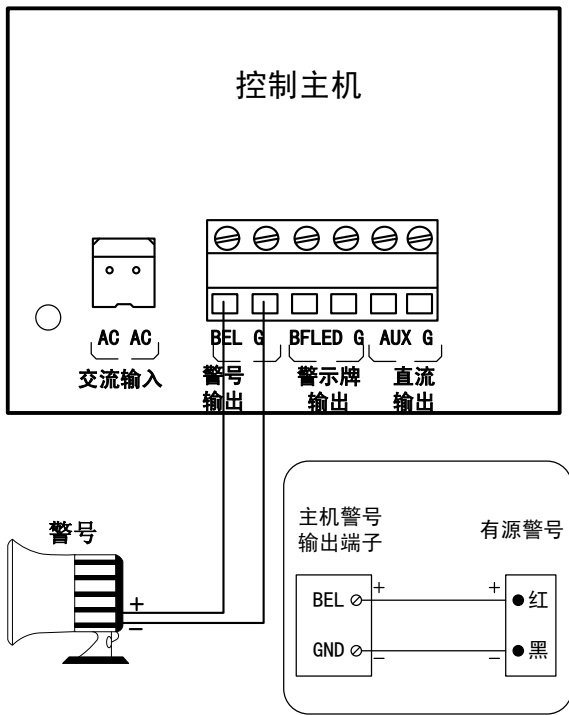 控制主机
AC AC
BEL G BFLED G AUX G
交流输入
警号
输出
警示牌
输出
直流
输出
警号
+
−
主机警号
输出端子
有源警号
BEL + + 红
GND − − 黑